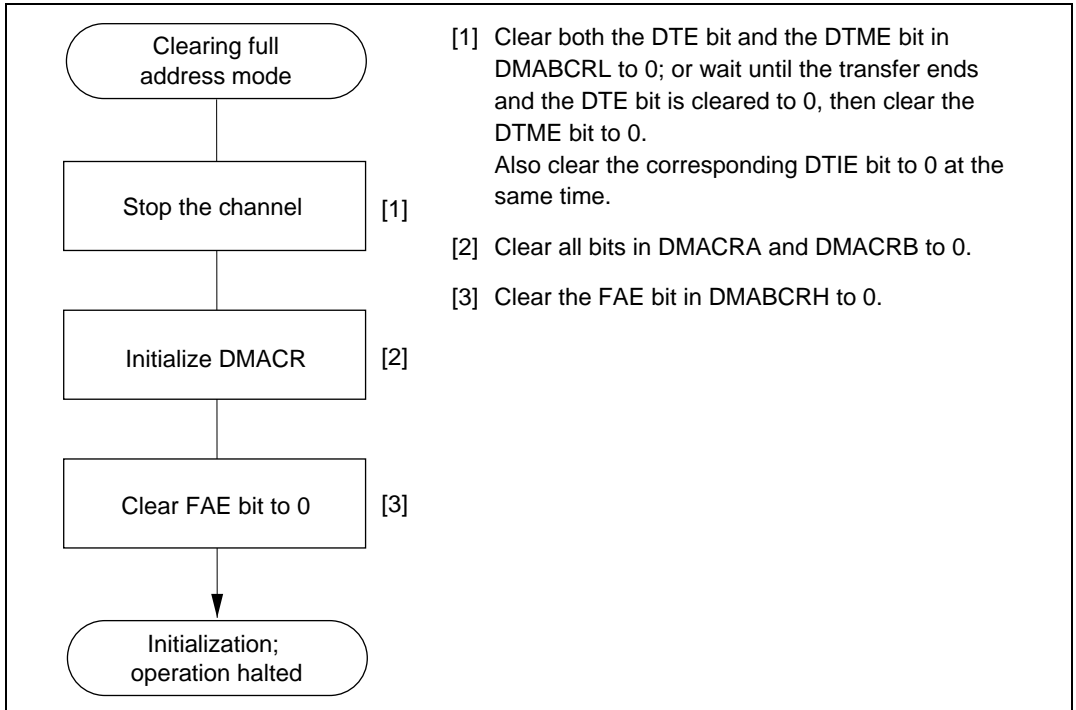 Clearing full
address mode
Stop the channel
[1]
Initialize DMACR
[2]
Clear FAE bit to 0
[3]
Initialization;
operation halted
[1] Clear both the DTE bit and the DTME bit in
DMABCRL to 0; or wait until the transfer ends
and the DTE bit is cleared to 0, then clear the
DTME bit to 0.
Also clear the corresponding DTIE bit to 0 at the
same time.
[2] Clear all bits in DMACRA and DMACRB to 0.
[3] Clear the FAE bit in DMABCRH to 0.